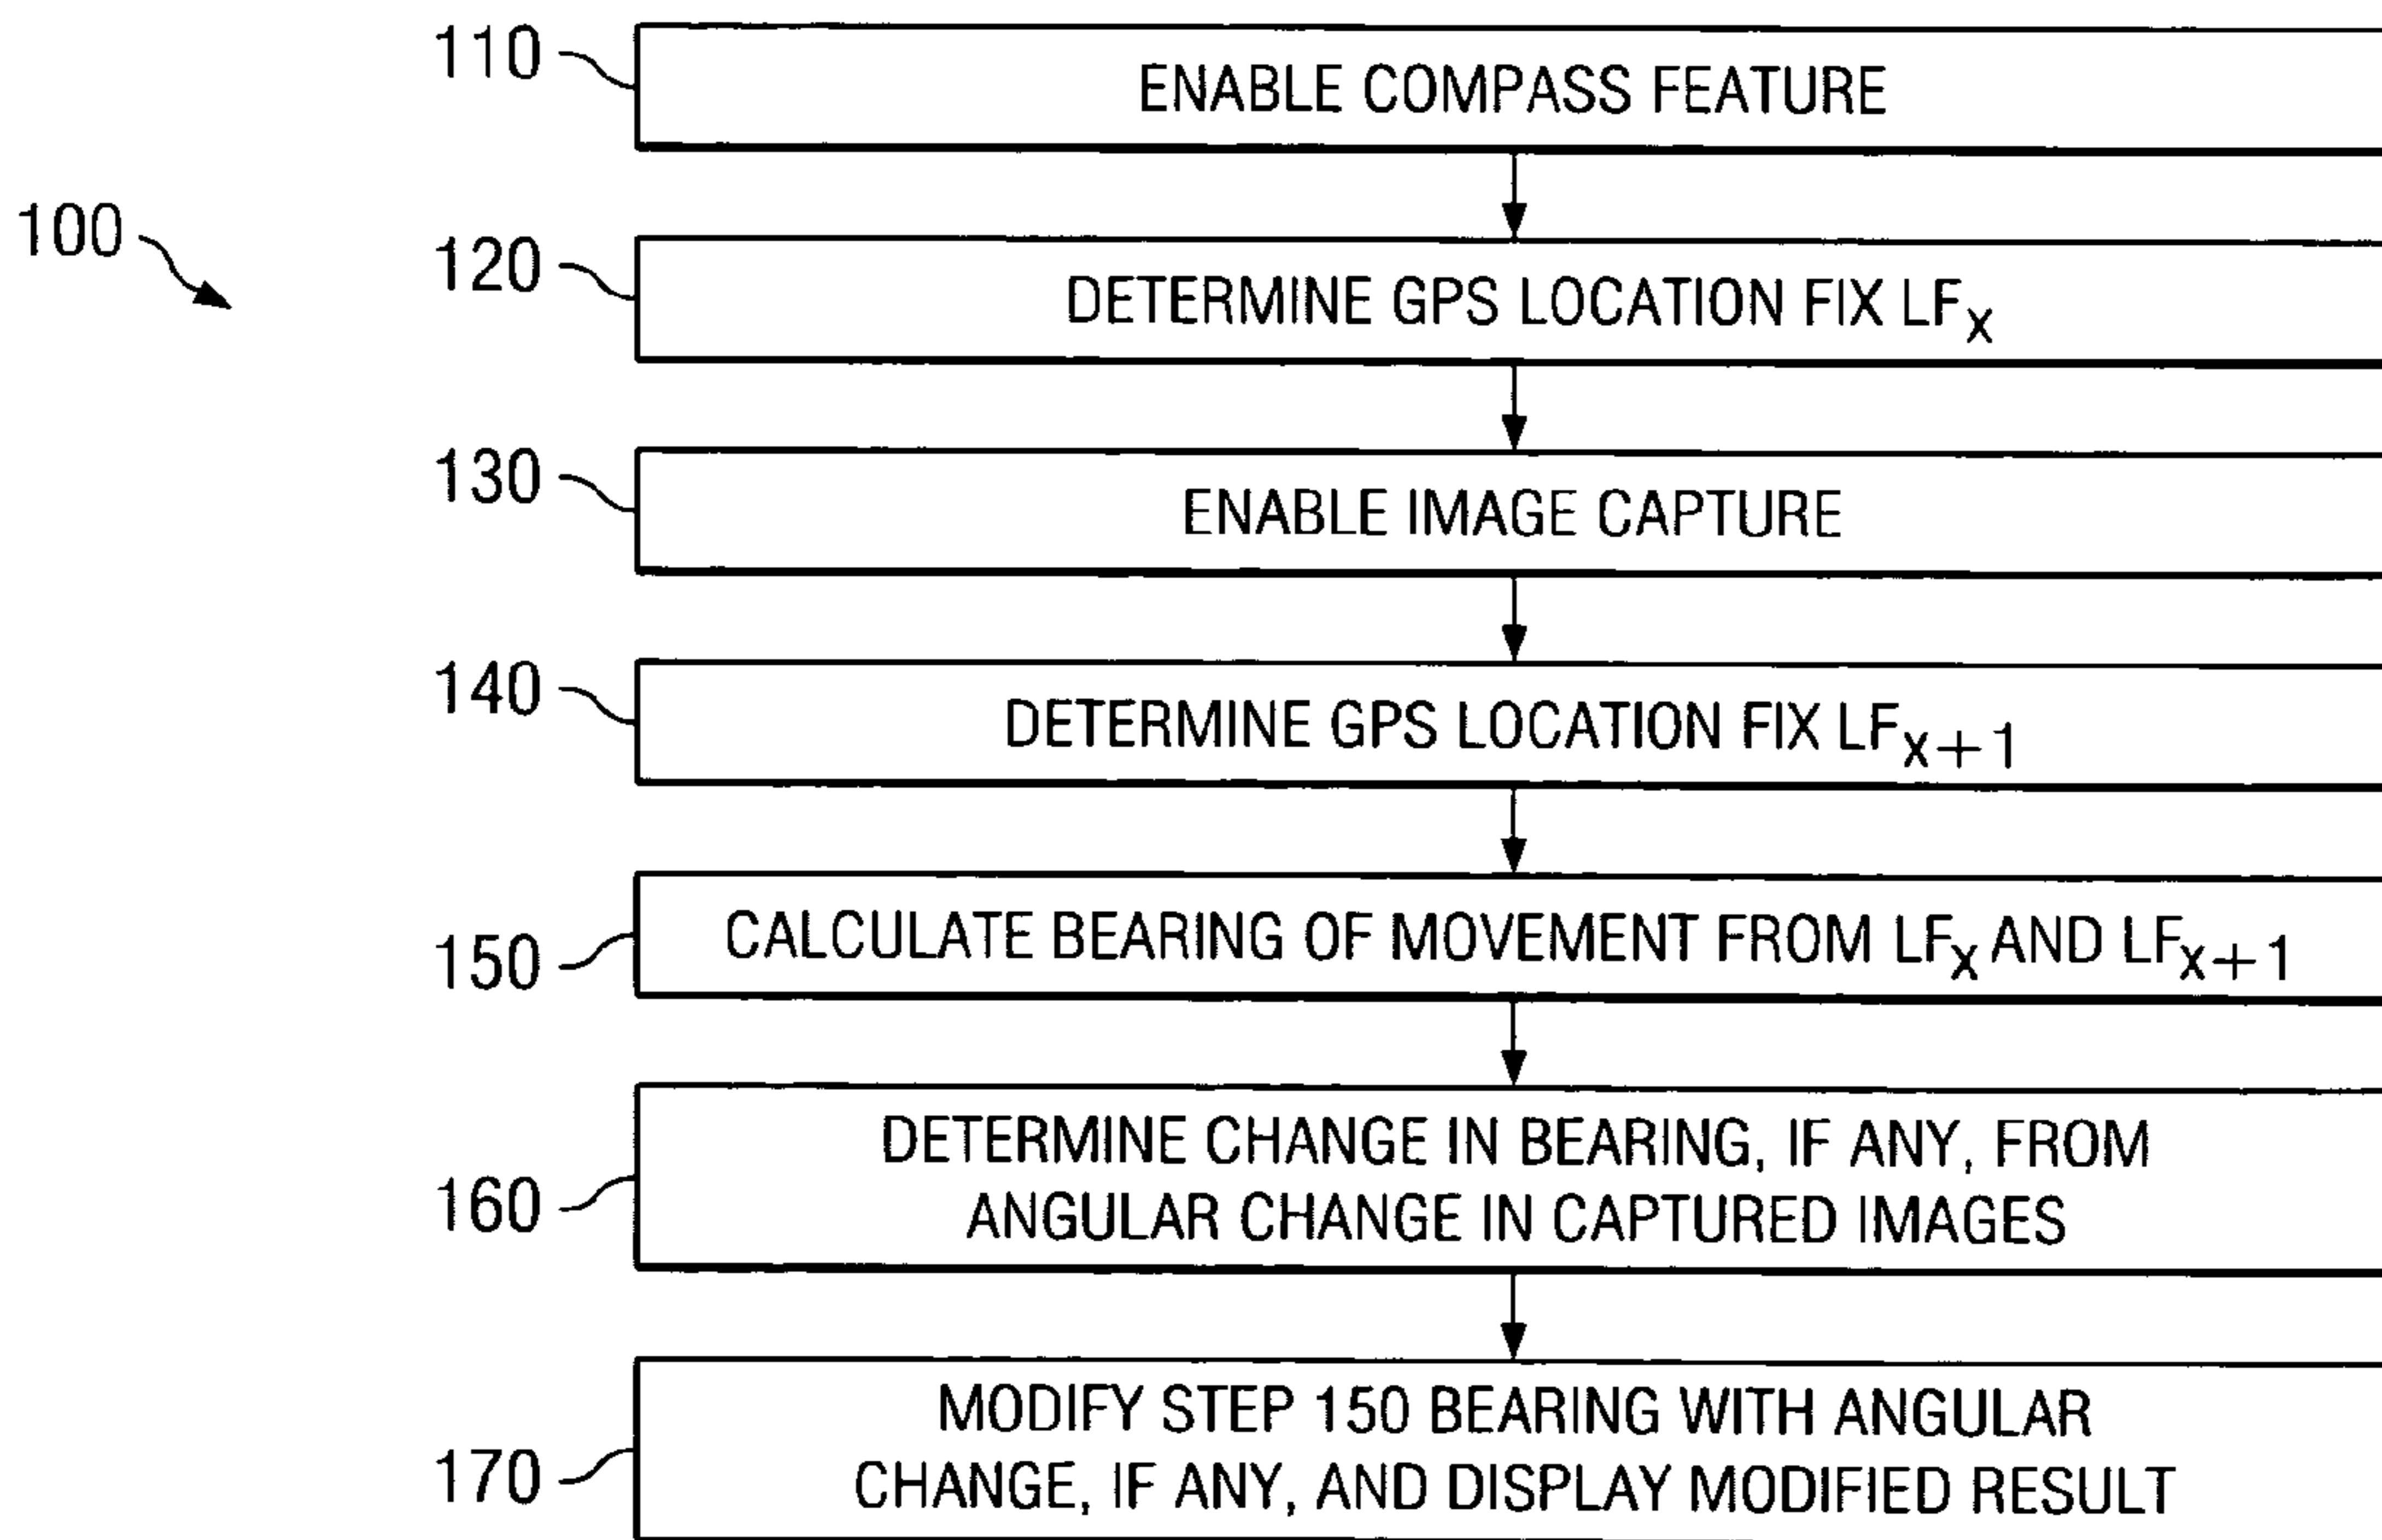 110
ENABLE COMPASS FEATURE
100
120
DETERMINE GPS LOCATION FIX LFX
130
ENABLE IMAGE CAPTURE
140
DETERMINE GPS LOCATION FIX LFX+1
150
CALCULATE BEARING OF MOVEMENT FROM LFX AND LFX+1
160
DETERMINE CHANGE IN BEARING, IF ANY, FROM
ANGULAR CHANGE IN CAPTURED IMAGES
170
MODIFY STEP 150 BEARING WITH ANGULAR
CHANGE, IF ANY, AND DISPLAY MODIFIED RESULT